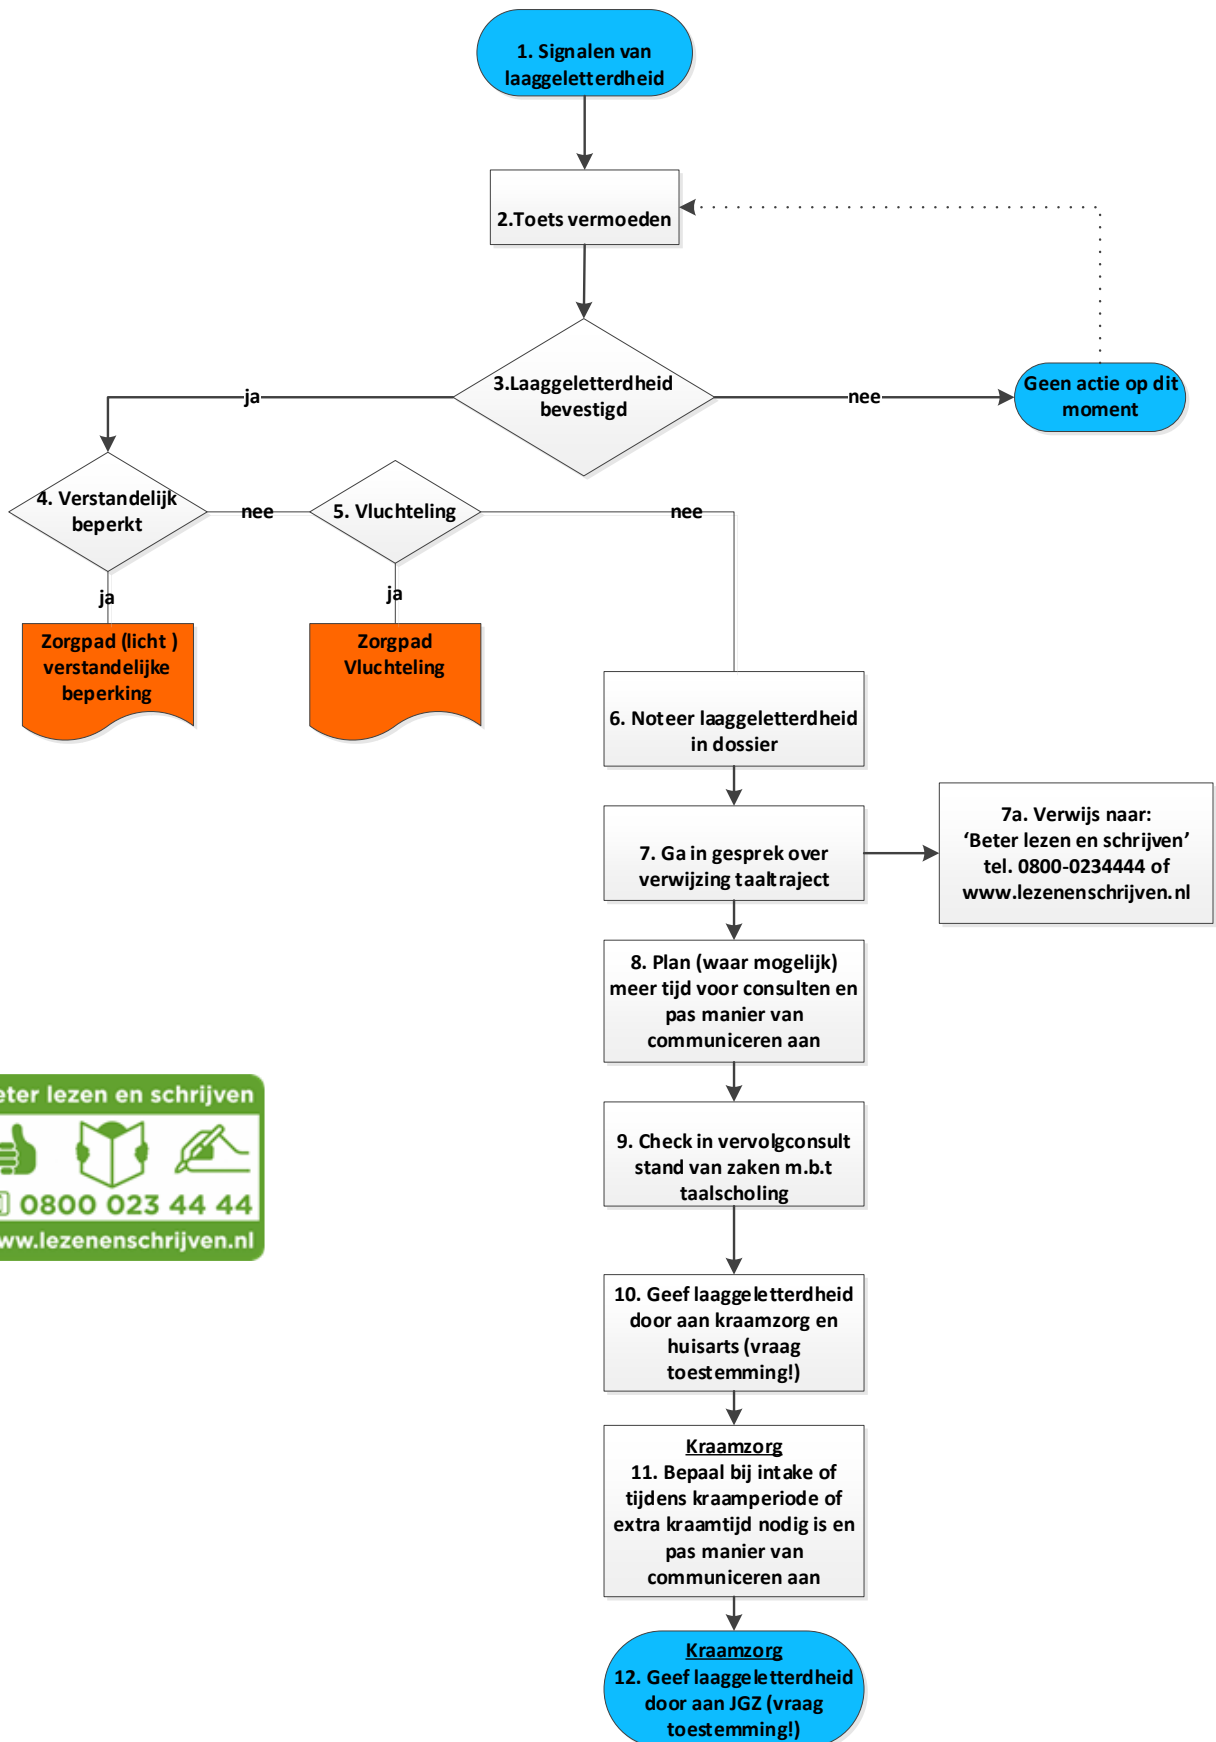 1. Signalen van
laaggeletterdheid
2.Toets vermoeden
3.Laaggeletterdheid
bevestigd
ja
nee
Geen actie op dit
moment
4. Verstandelijk
beperkt
nee
5. Vluchteling
nee
ja
ja
Zorgpad (licht )
verstandelijke
beperking
Zorgpad
Vluchteling
6. Noteer laaggeletterdheid
in dossier
7. Ga in gesprek over
verwijzing taaltraject
7a. Verwijs naar:
‘Beter lezen en schrijven’
tel. 0800-0234444 of
www.lezenenschrijven.nl
8. Plan (waar mogelijk)
meer tijd voor consulten en
pas manier van
communiceren aan
eter lezen en schrijven
0800 023 44 44
ww.lezenenschrijven.nl
9. Check in vervolgconsult
stand van zaken m.b.t
taalscholing
10. Geef laaggeletterdheid
door aan kraamzorg en
huisarts (vraag
toestemming!)
Kraamzorg
11. Bepaal bij intake of
tijdens kraamperiode of
extra kraamtijd nodig is en
pas manier van
communiceren aan
Kraamzorg
12. Geef laaggeletterdheid
door aan JGZ (vraag
toestemming!)